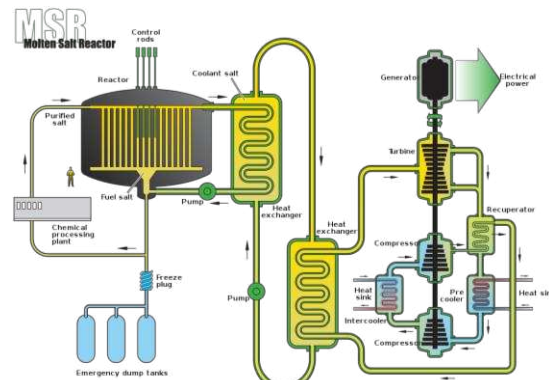 MSR
Molten Salt Reactor
Control
rods
Reactor
Coolant salt
Purified
salt
Fuel salt
Pump
Heat
exchanger
Chemical
processing
plant
Freeze
plug
Emergency dump tanks
Pump
Heat
exchanger
Generator
Electrical
power
Turbine
Recuperator
Compressor
Heat
sink
Pre
cooler
Heat sin
Intercooler
Compressor